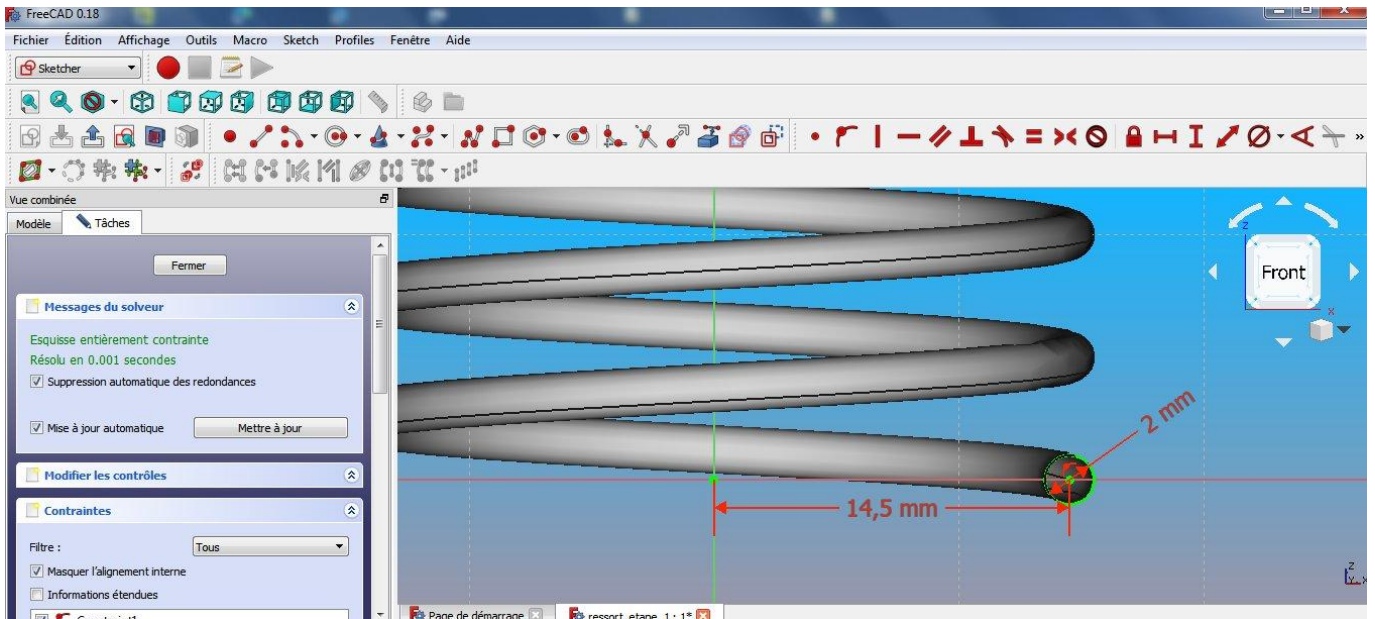 FreeCAD 0.18
Fichier Édition Affichage Outils Macro Sketch Profiles Fenêtre Aide
Sketcher
»
Vue combinée
Modèle Tâches
Fermer
Messages du solveur
Esquisse entièrement contrainte
Résolu en 0.001 secondes
Suppression automatique des redondances
Mise à jour automatique Mettre à jour
Modifier les contrôles
Contraintes
Filtre : Tous
Masquer l'alignement interne
Informations étendues
z
Front
x
2 mm
14,5 mm
Z
Y X
Page de démarrage
ressort_etape_1 : 1*